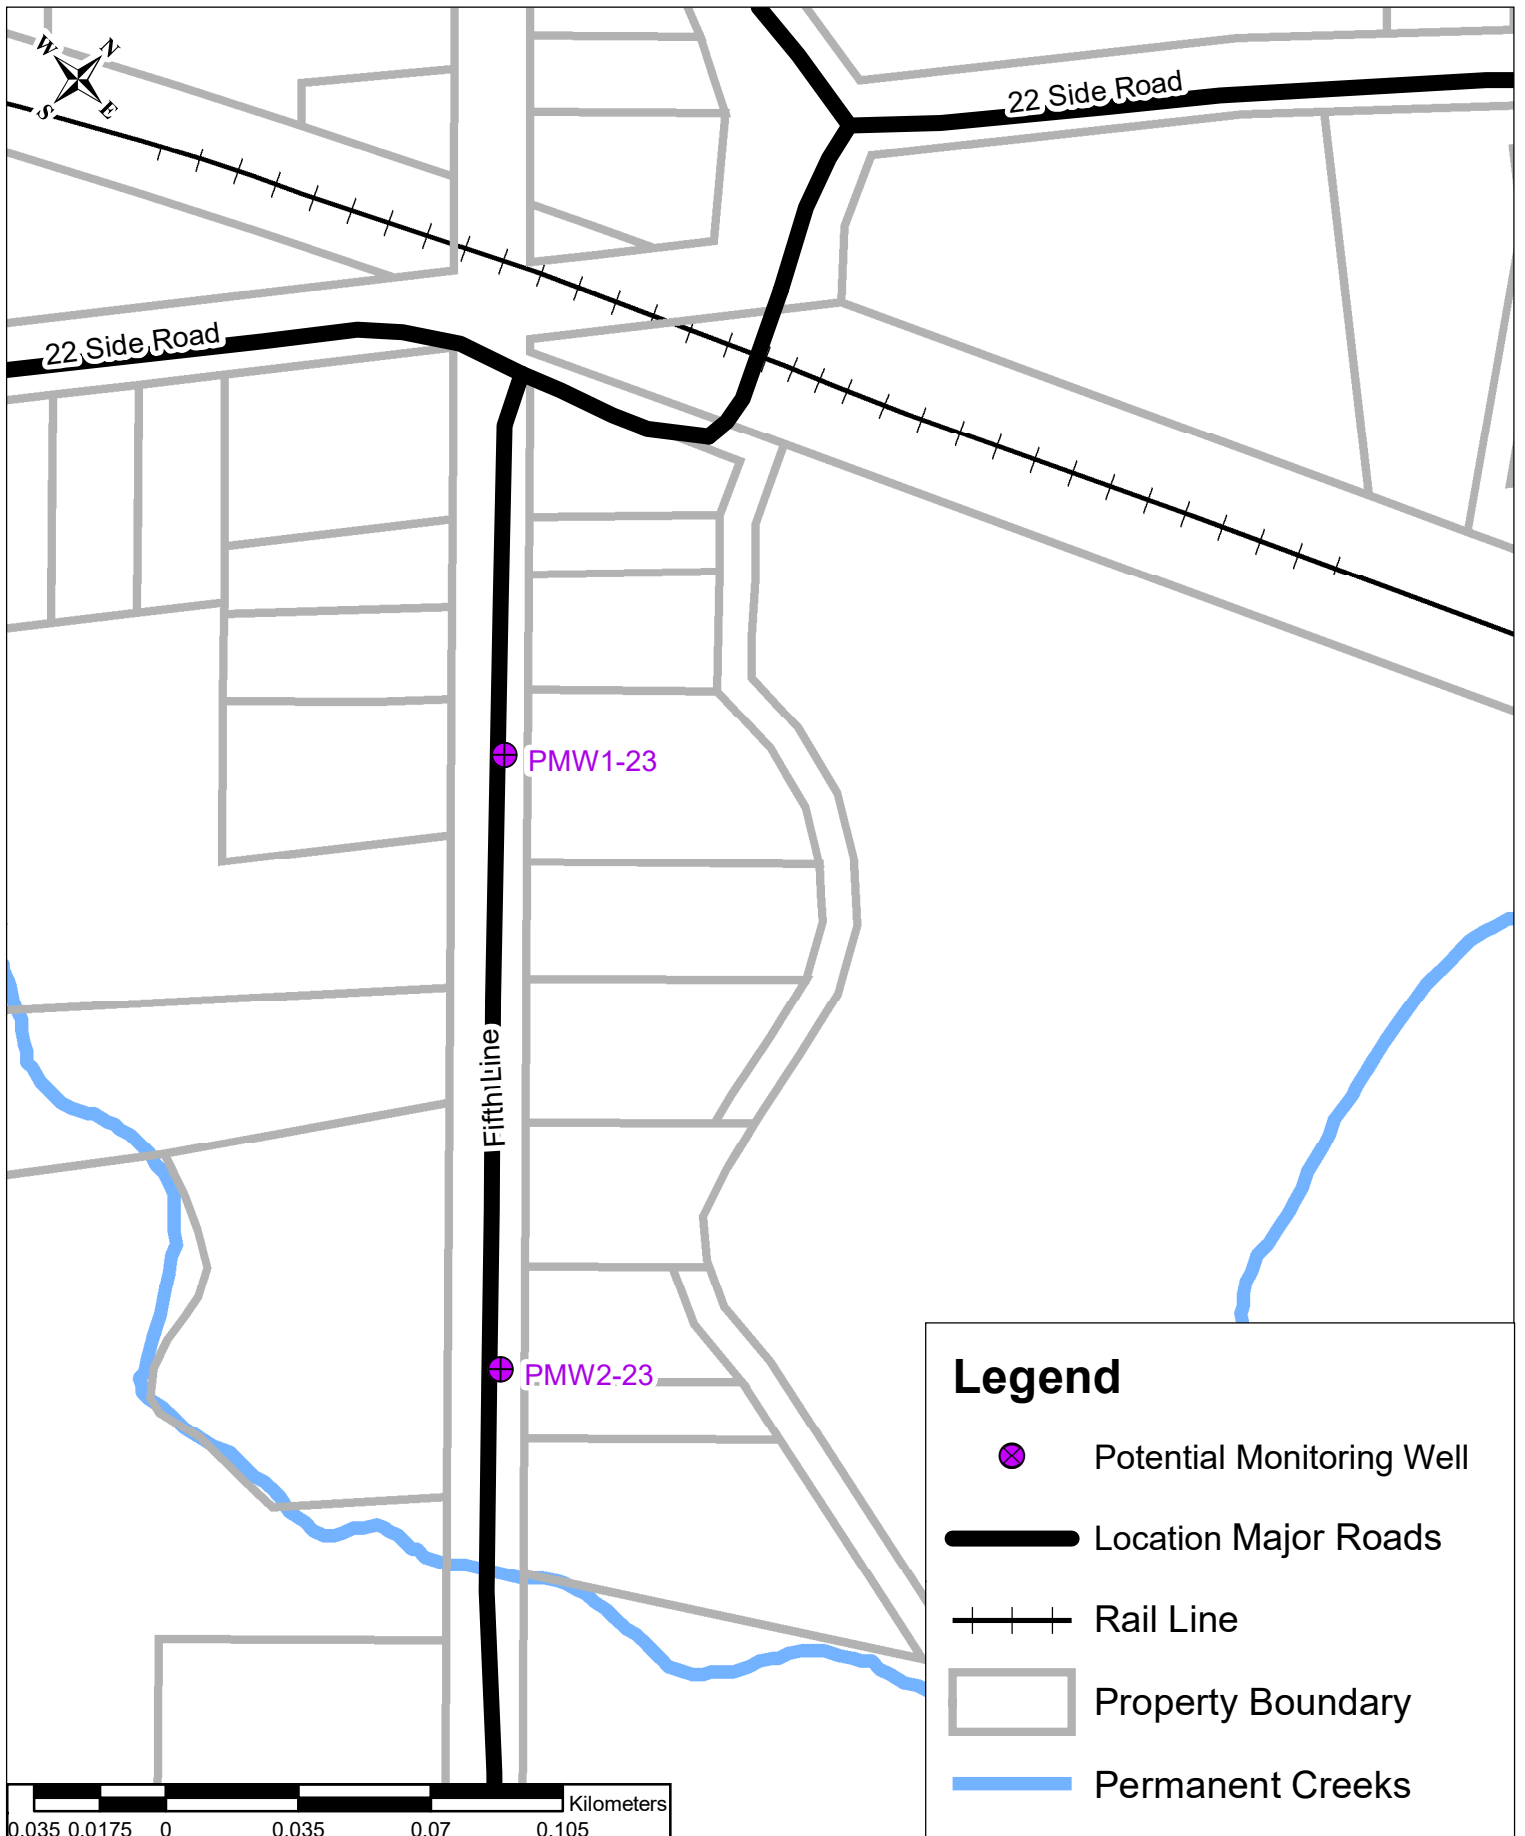 W N
S E
22 Side Road
22 Side Road
PMW1-23
Fifth Line
PMW2-23
Legend
Potential Monitoring Well
Location Major Roads
Rail Line
Property Boundary
Permanent Creeks
Kilometers
0.035 0.0175 0 0.035 0.07 0.105